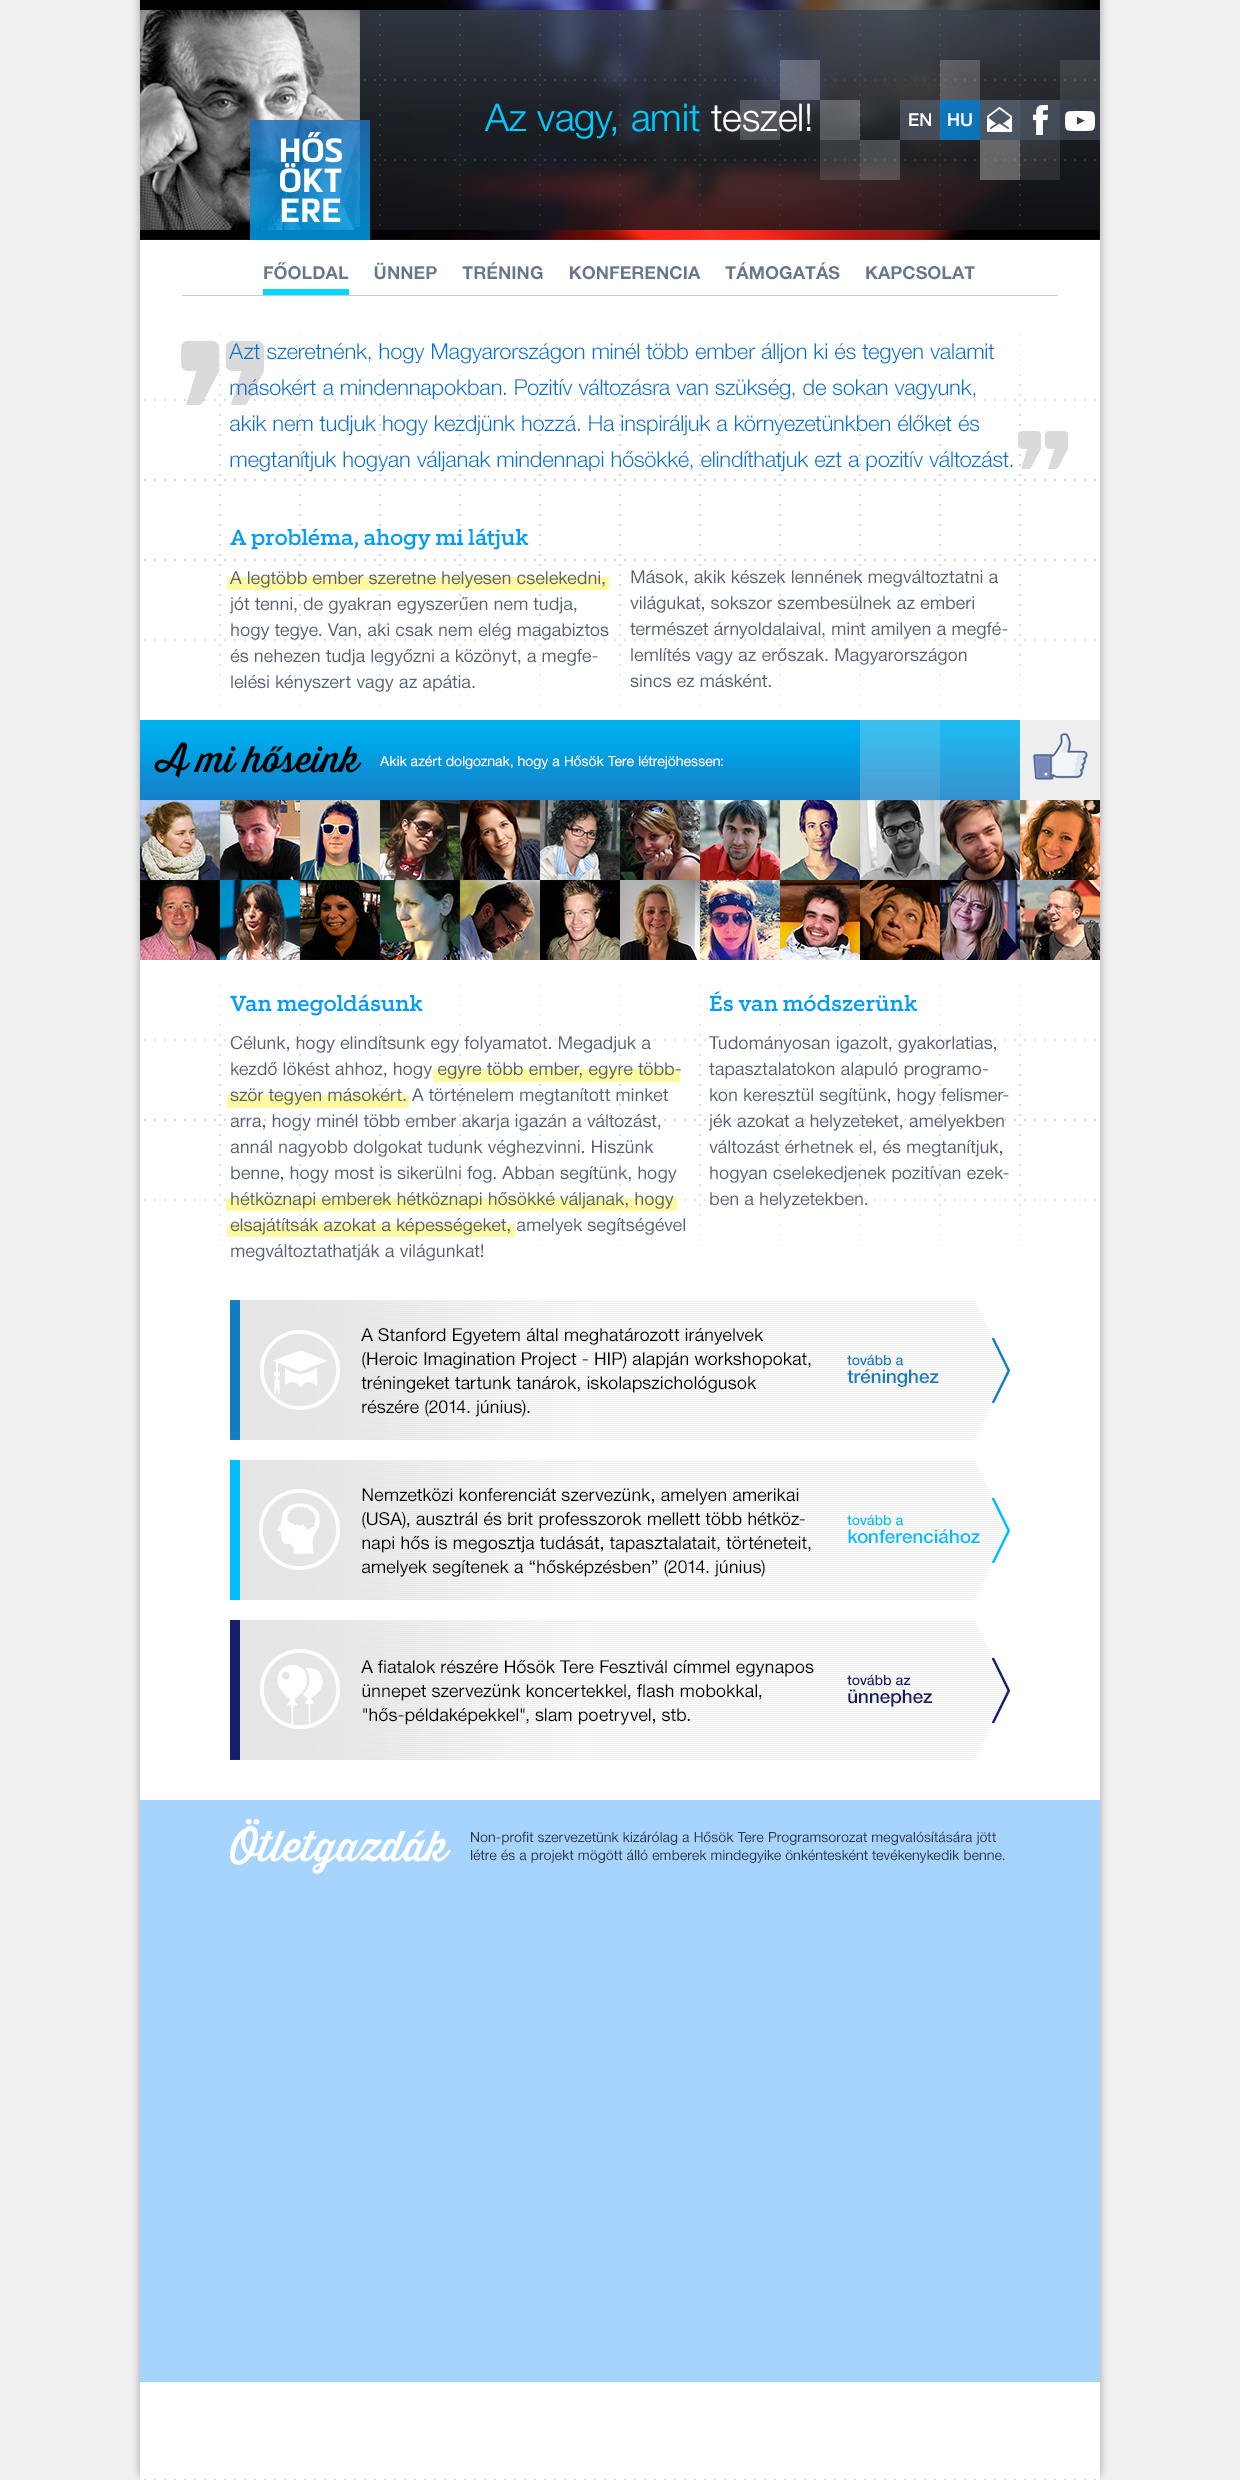 Az vagy, amit teszel!
EN HU
HŐS
ÖKT
ERE
FŐOLDAL ÜNNEP TRÉNING KONFERENCIA TÁMOGATÁS KAPCSOLAT
Azt szeretnénk, hogy Magyarországon minél több ember álljon ki és tegyen valamit
másokért a mindennapokban. Pozitív változásra van szükség, de sokan vagyunk,
akik nem tudjuk hogy kezdjünk hozzá. Ha inspiráljuk a környezetünkben élőket és
megtanítjuk hogyan váljanak mindennapi hősökké, elindíthatjuk ezt a pozitív változást.
A probléma, ahogy mi látjuk
A legtöbb ember szeretne helyesen cselekedni,
jót tenni, de gyakran egyszerűen nem tudja,
hogy tegye. Van, aki csak nem elég magabiztos
és nehezen tudja legyőzni a közönyt, a megfe-
lelési kényszert vagy az apátia.
Mások, akik készek lennének megváltoztatni a
világukat, sokszor szembesülnek az emberi
természet árnyoldalaival, mint amilyen a megfé-
lemlítés vagy az erőszak. Magyarországon
sincs ez másként.
A mi hőseink
Akik azért dolgoznak, hogy a Hősök Tere létrejöhessen:
Van megoldásunk
Célunk, hogy elindítsunk egy folyamatot. Megadjuk a
kezdő lökést ahhoz, hogy egyre több ember, egyre több-
ször tegyen másokért. A történelem megtanított minket
arra, hogy minél több ember akarja igazán a változást,
annál nagyobb dolgokat tudunk véghezvinni. Hiszünk
benne, hogy most is sikerülni fog. Abban segítünk, hogy
hétköznapi emberek hétköznapi hősökké váljanak, hogy
elsajátítsák azokat a képességeket, amelyek segítségével
megváltoztathatják a világunkat!
És van módszerünk
Tudományosan igazolt, gyakorlatias,
tapasztalatokon alapuló programo-
kon keresztül segítünk, hogy felismer-
jék azokat a helyzeteket, amelyekben
változást érhetnek el, és megtanítjuk,
hogyan cselekedjenek pozitívan ezek-
ben a helyzetekben.
A Stanford Egyetem által meghatározott irányelvek
(Heroic Imagination Project - HIP) alapján workshopokat,
tréningeket tartunk tanárok, iskolapszichológusok
részére (2014. június).
tovább a
tréninghez
Nemzetközi konferenciát szervezünk, amelyen amerikai
(USA), ausztrál és brit professzorok mellett több hétköz-
napi hős is megosztja tudását, tapasztalatait, történeteit,
amelyek segítenek a “hősképzésben” (2014. június)
tovább a
konferenciához
A fiatalok részére Hősök Tere Fesztivál címmel egynapos
ünnepet szervezünk koncertekkel, flash mobokkal,
"hős-példaképekkel", slam poetryvel, stb.
tovább az
ünnephez
Ötletgazdák
Non-profit szervezetünk kizárólag a Hősök Tere Programsorozat megvalósítására jött
létre és a projekt mögött álló emberek mindegyike önkéntesként tevékenykedik benne.